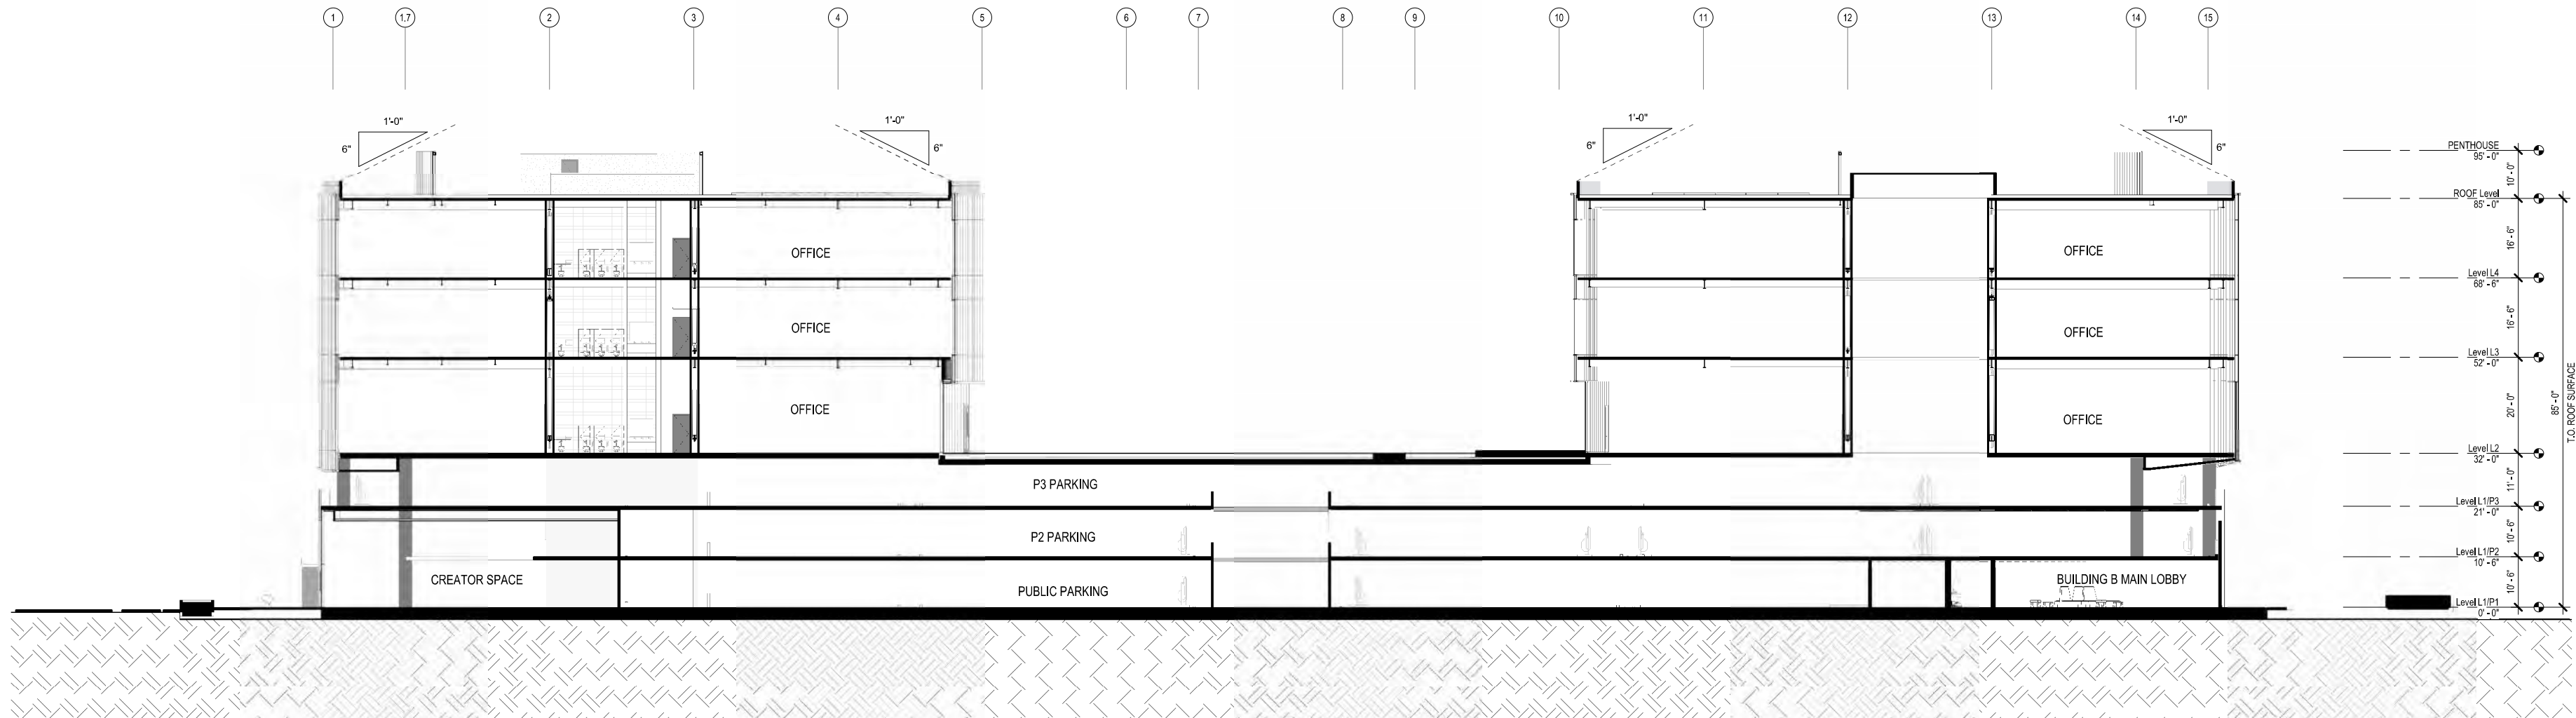 1 1.7 2 3 4 5 6 7 8 9 10 11 12 13 14 15
1'-0" 1'-0" 1'-0" 1'-0"
6" 6" 6" 6"
PENTHOUSE
95' - 0"
10' - 0"
ROOF Level
85' - 0"
16' - 6"
OFFICE OFFICE
Level L4
68' - 6"
16' - 6"
OFFICE OFFICE
Level L3
52' - 0"
20' - 0"
85' - 0"
T.O. ROOF SURFACE
OFFICE OFFICE
Level L2
32' - 0"
11' - 0"
P3 PARKING
Level L1/P3
21' - 0"
10' - 6"
P2 PARKING
Level L1/P2
10' - 6"
10' - 6"
CREATOR SPACE PUBLIC PARKING BUILDING B MAIN LOBBY
Level L1/P1
0' - 0"